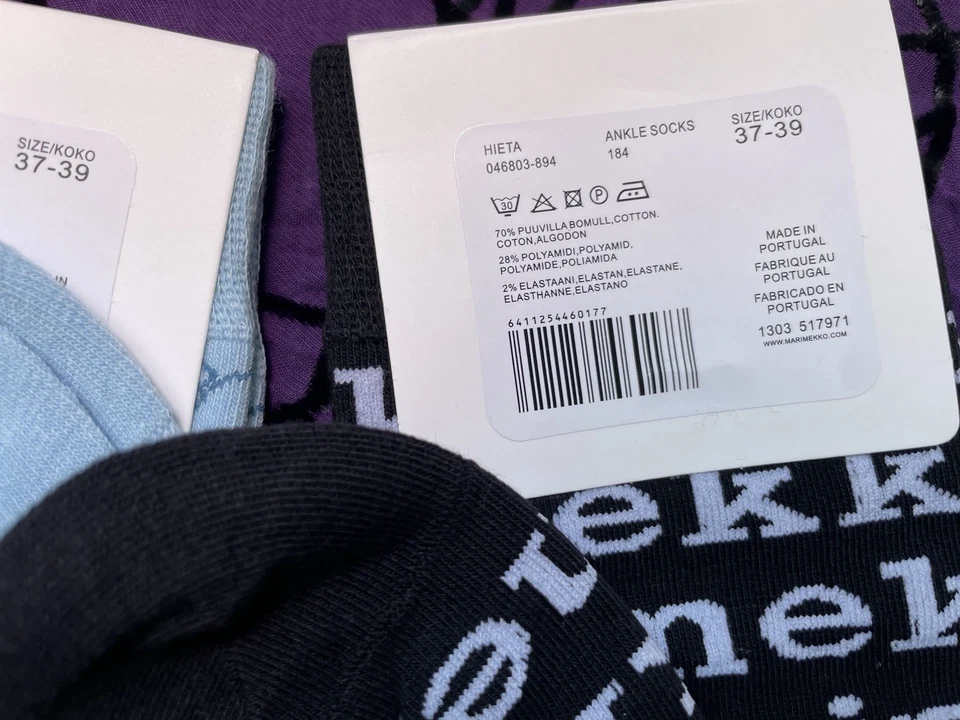 SIZE/KOKO
37-39
IN
HIETA
046803-894
ANKLE SOCKS
184
SIZE/KOKO
37-39
30
P
70% PUUVILLA BOMULL,COTTON.
COTON,ALGODON
28% POLYAMIDI,POLYAMID,
POLYAMIDE,POLIAMIDA
2% ELASTAANI,ELASTAN,ELASTANE,
ELASTHANNE,ELASTANO
6411254460177
MADE IN
PORTUGAL
FABRIQUE AU
PORTUGAL
FABRICADO EN
PORTUGAL
1303 517971
WWW.MARIMEKKO.COM
ekk
mek